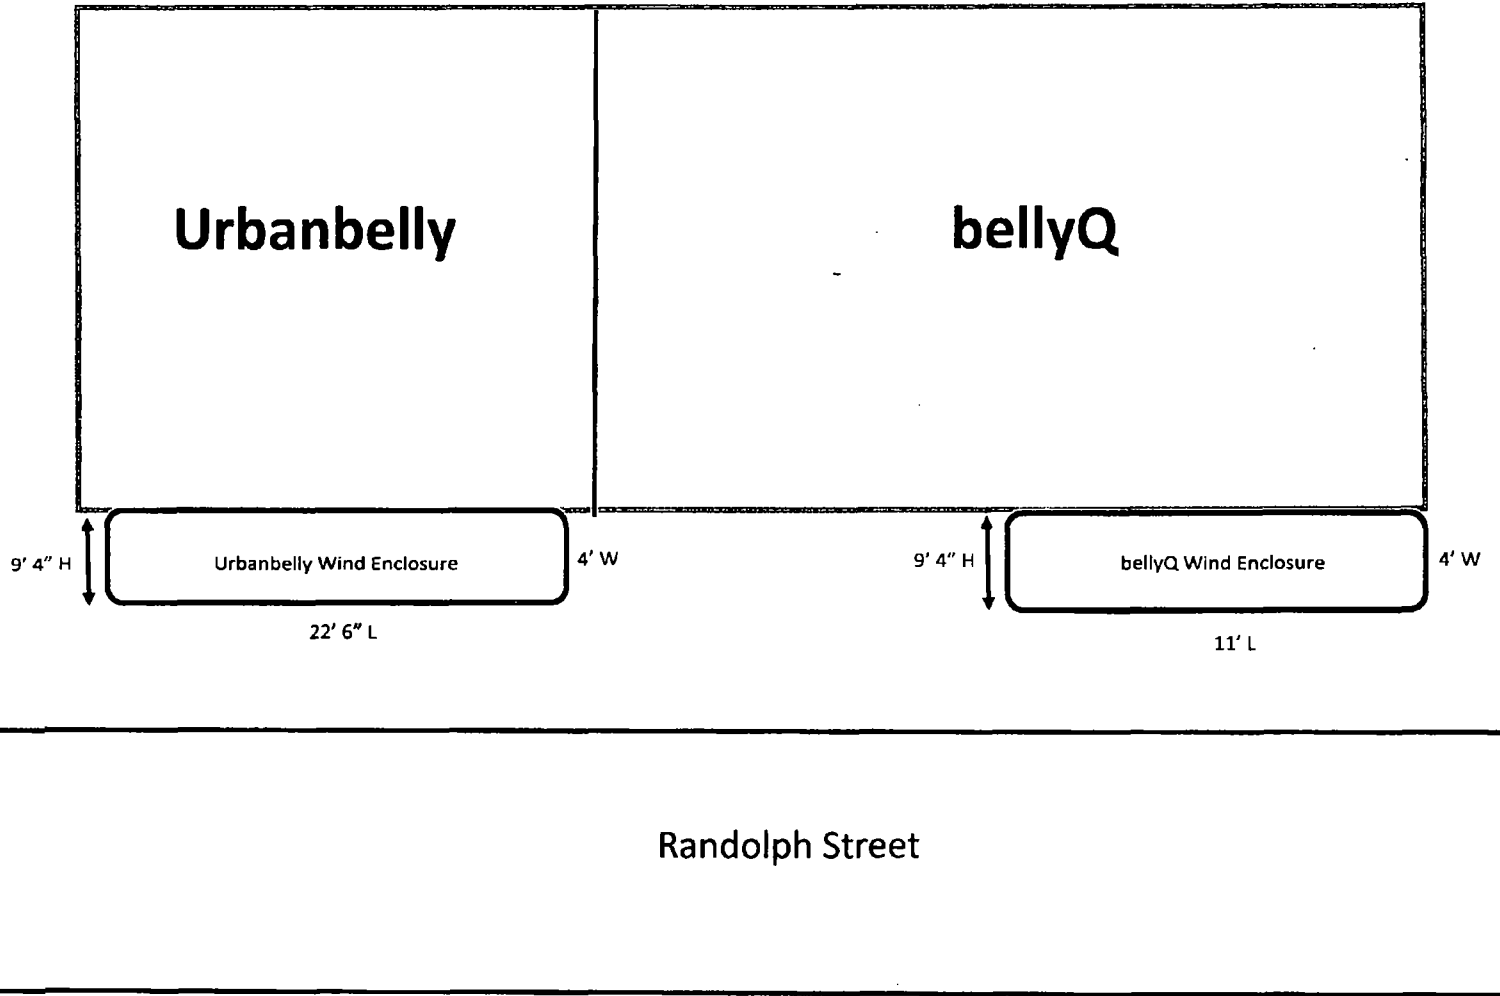 Urbanbelly
bellyQ
9' 4" H
Urbanbelly Wind Enclosure
4' W
22' 6" L
9' 4" H
bellyQ Wind Enclosure
4' W
11' L
Randolph Street